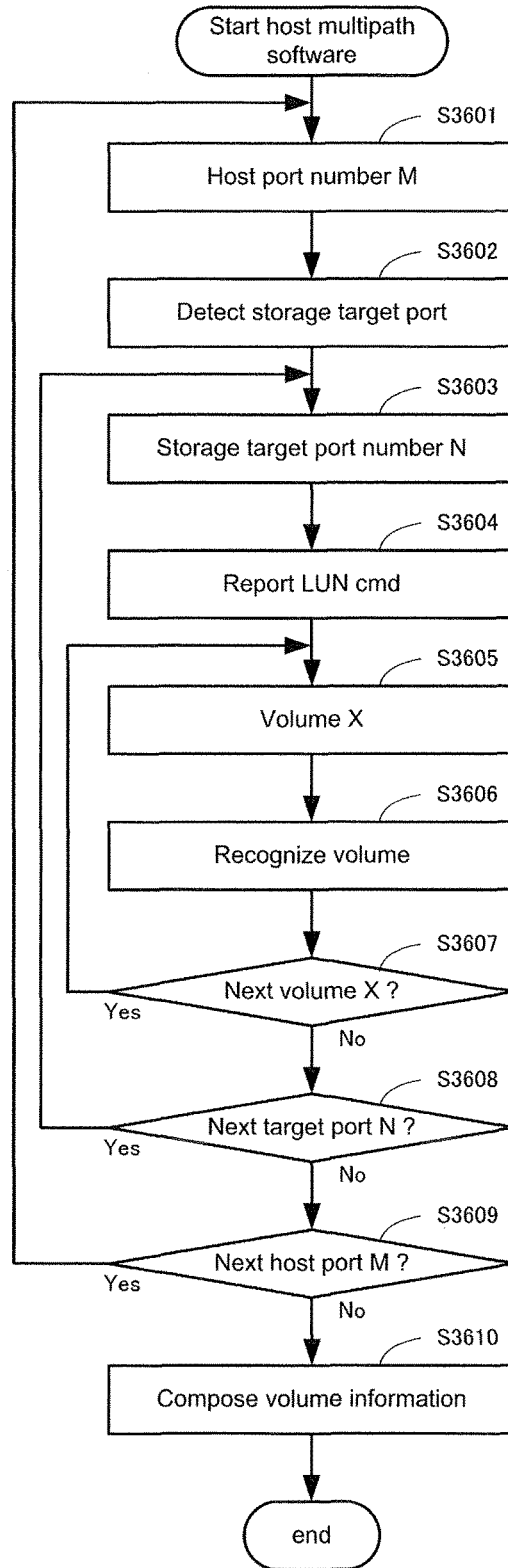 Start host multipath
software
S3601
Host port number M
S3602
Detect storage target port
S3603
Storage target port number N
S3604
Report LUN cmd
S3605
Volume X
S3606
Recognize volume
S3607
Next volume X ?
Yes
No
S3608
Next target port N ?
Yes
No
S3609
Next host port M ?
Yes
No
S3610
Compose volume information
end